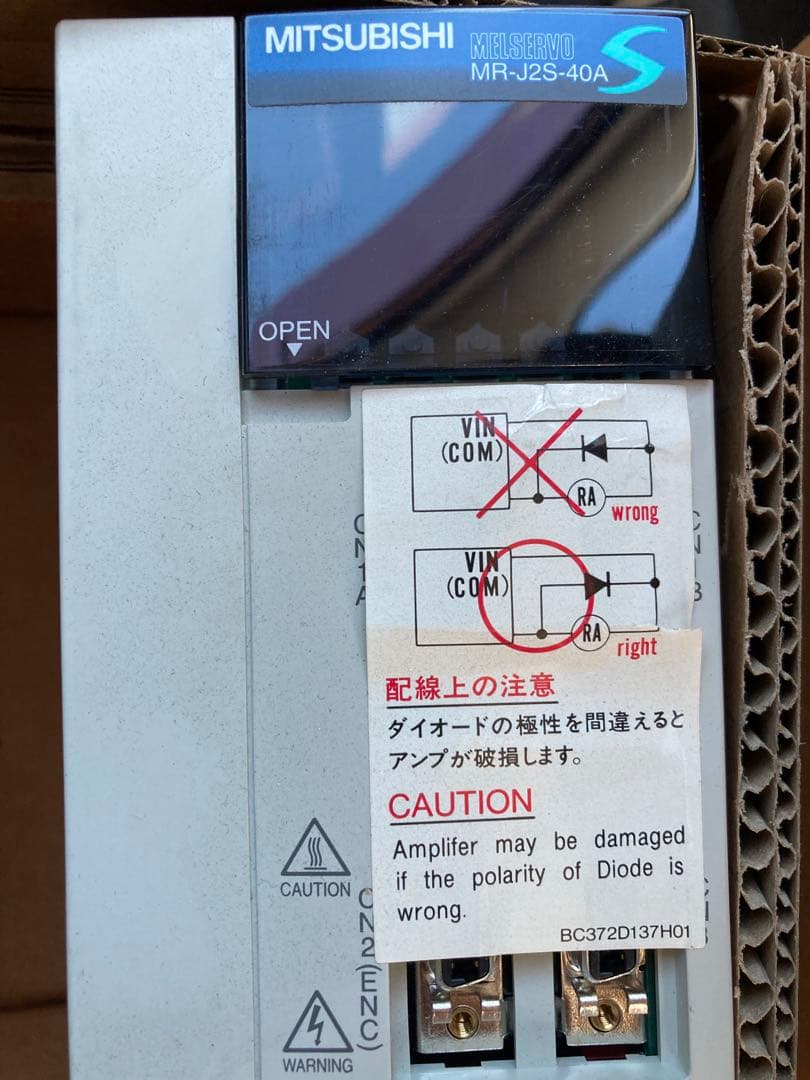 MITSUBISHI
MELSERVO
MR-J2S-40A
OPEN
VIN
(COM)
RA
wrong
VIN
(COM)
RA
right
配線上の注意
ダイオードの極性を間違えると
アンプが破損します。
CAUTION
Amplifer may be damaged
if the polarity of Diode is
wrong.
BC372D137H01
CAUTION
CN2(ENC)
WARNING